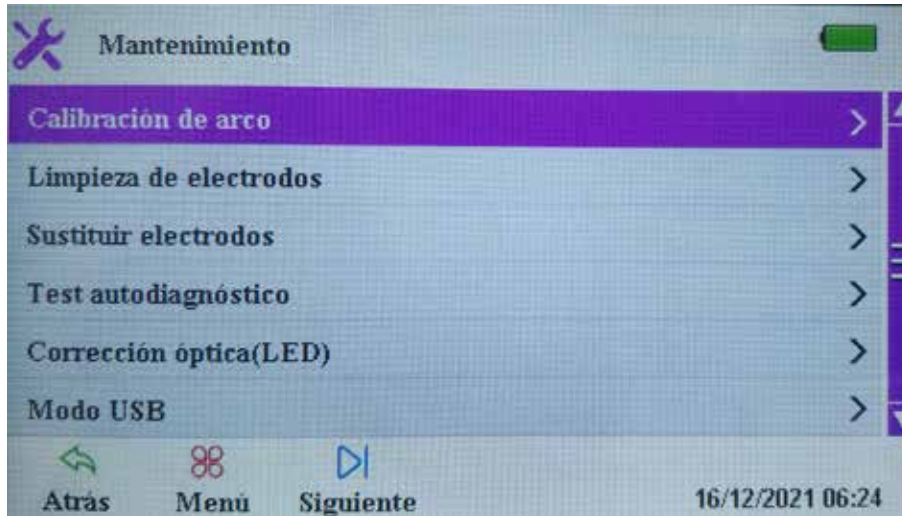 Mantenimiento
Calibración de arco
Limpieza de electrodos
Sustituir electrodos
Test autodiagnóstico
Corrección óptica(LED)
Modo USB
Atrás Menú Siguiente 16/12/2021 06:24